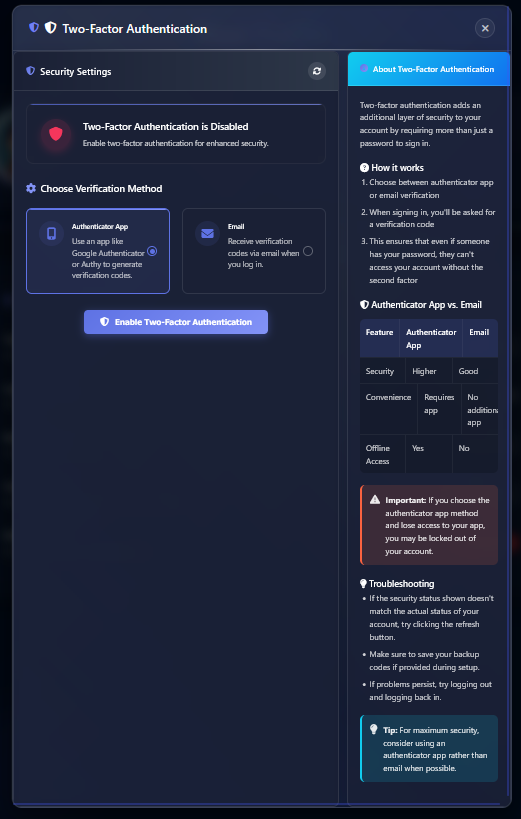 Two-Factor Authentication
Security Settings
Two-Factor Authentication is Disabled
Enable two-factor authentication for enhanced security.
Choose Verification Method
Authenticator App
Use an app like
Google Authenticator
or Authy to generate
verification codes.
Email
Receive verification
codes via email when
you log in.
Enable Two-Factor Authentication
About Two-Factor Authentication
Two-factor authentication adds an
additional layer of security to your
account by requiring more than just a
password to sign in.
How it works
1. Choose between authenticator app
or email verification
2. When signing in, you'll be asked for
a verification code
3. This ensures that even if someone
has your password, they can't
access your account without the
second factor
Authenticator App vs. Email
Feature Authenticator Email
App
Security Higher Good
Convenience Requires No
app additiona
app
Offline Yes No
Access
Important: If you choose the
authenticator app method
and lose access to your app,
you may be locked out of
your account.
Troubleshooting
• If the security status shown doesn't
match the actual status of your
account, try clicking the refresh
button.
• Make sure to save your backup
codes if provided during setup.
• If problems persist, try logging out
and logging back in.
Tip: For maximum security,
consider using an
authenticator app rather than
email when possible.